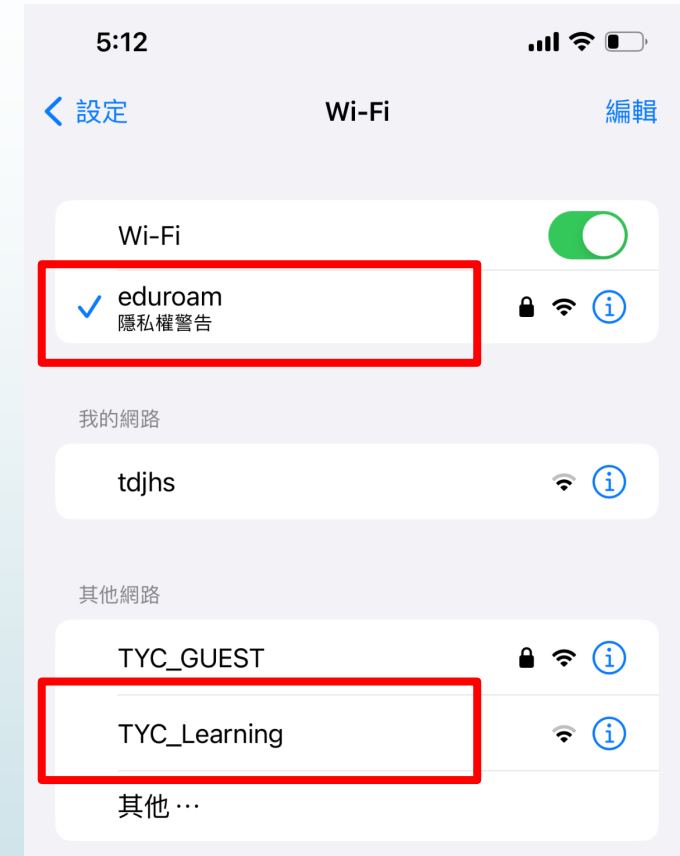 5:12
設定
Wi-Fi
編輯
Wi-Fi
eduroam
隱私權警告
我的網路
tdjhs
其他網路
TYC_GUEST
TYC_Learning
其他…